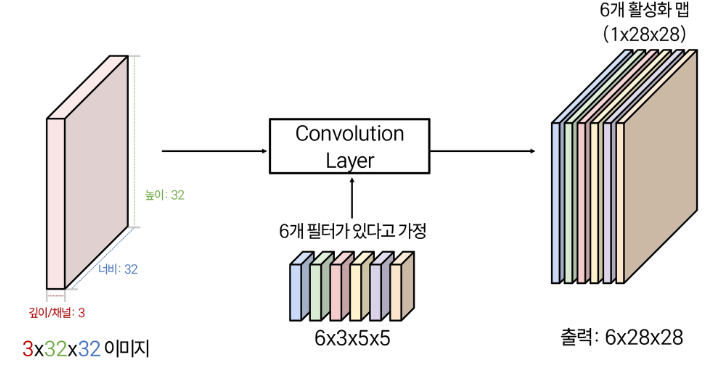 6개 활성화 맵
(1x28x28)
Convolution
Layer
높이: 32
6개 필터가 있다고 가정
너비: 32
깊이/채널: 3
6x3x5x5
출력: 6x28x28
3x32x32 이미지